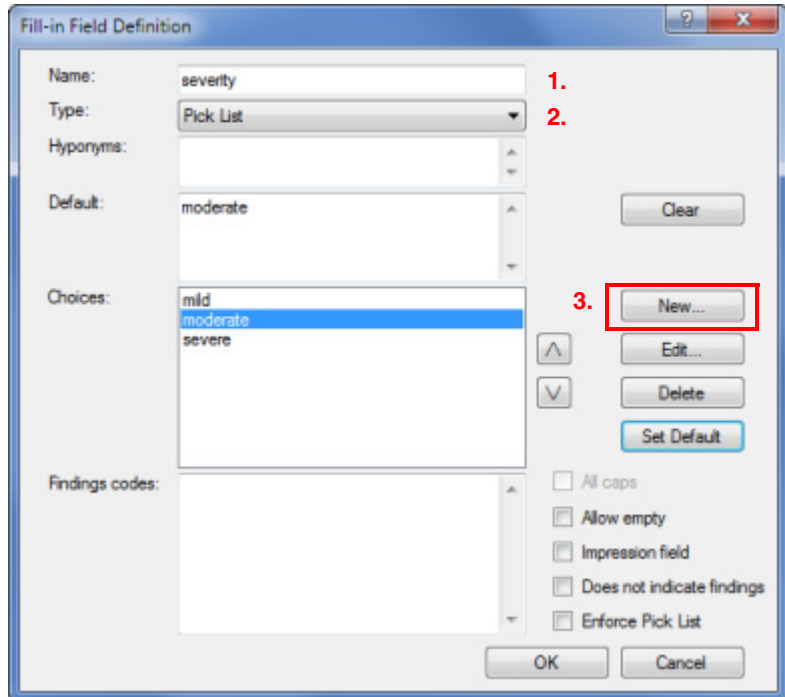 Fill-in Field Definition
Name: severity 1.
Type: Pick List 2.
Hyponyms:
Default: moderate Clear
Choices: mild 3. New...
moderate
severe Edit...
Delete
Set Default
Findings codes: All caps
Allow empty
Impression field
Does not indicate findings
Enforce Pick List
OK Cancel